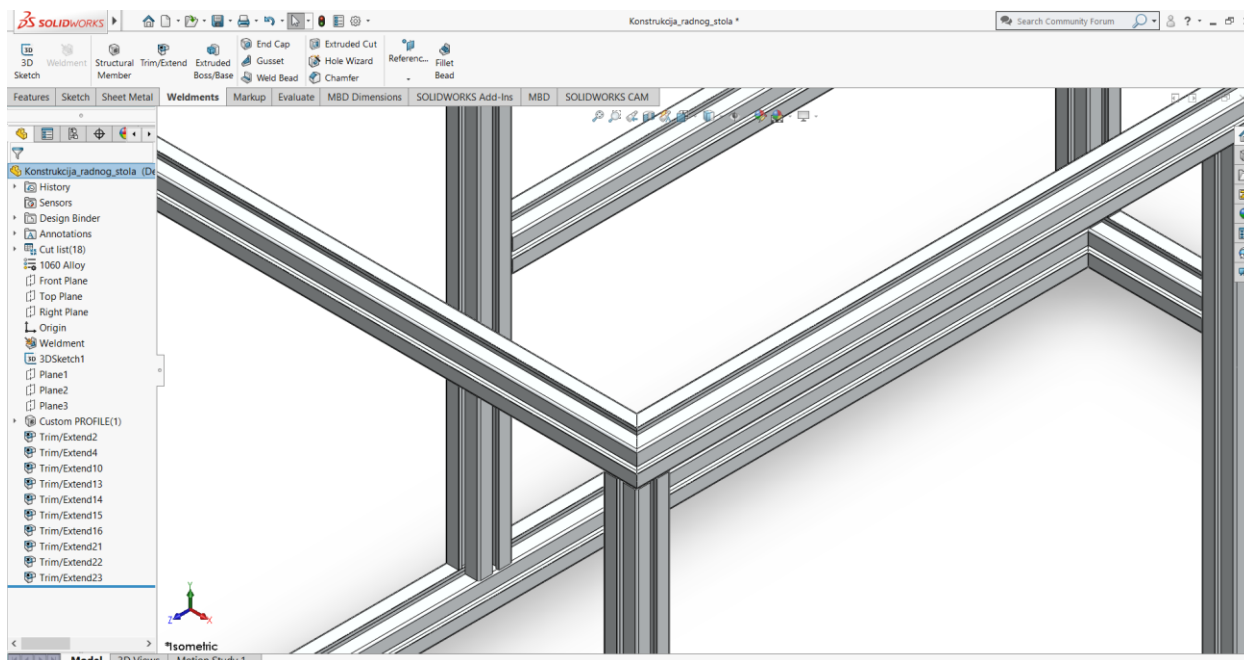 SOLIDWORKS
Konstrukcija_radnog_stola *
Search Community Forum
?
3D Sketch
Weldment
Structural Member
Trim/Extend
Extruded Boss/Base
End Cap
Gusset
Weld Bead
Extruded Cut
Hole Wizard
Chamfer
Referenc...
Fillet Bead
Features
Sketch
Sheet Metal
Weldments
Markup
Evaluate
MBD Dimensions
SOLIDWORKS Add-Ins
MBD
SOLIDWORKS CAM
Konstrukcija_radnog_stola (De
History
Sensors
Design Binder
Annotations
Cut list(18)
1060 Alloy
Front Plane
Top Plane
Right Plane
Origin
Weldment
3D 3DSketch1
Plane1
Plane2
Plane3
Custom PROFILE(1)
Trim/Extend2
Trim/Extend4
Trim/Extend10
Trim/Extend13
Trim/Extend14
Trim/Extend15
Trim/Extend16
Trim/Extend21
Trim/Extend22
Trim/Extend23
Y
Z
X
*Isometric
Model
3D Views
Motion Study 1